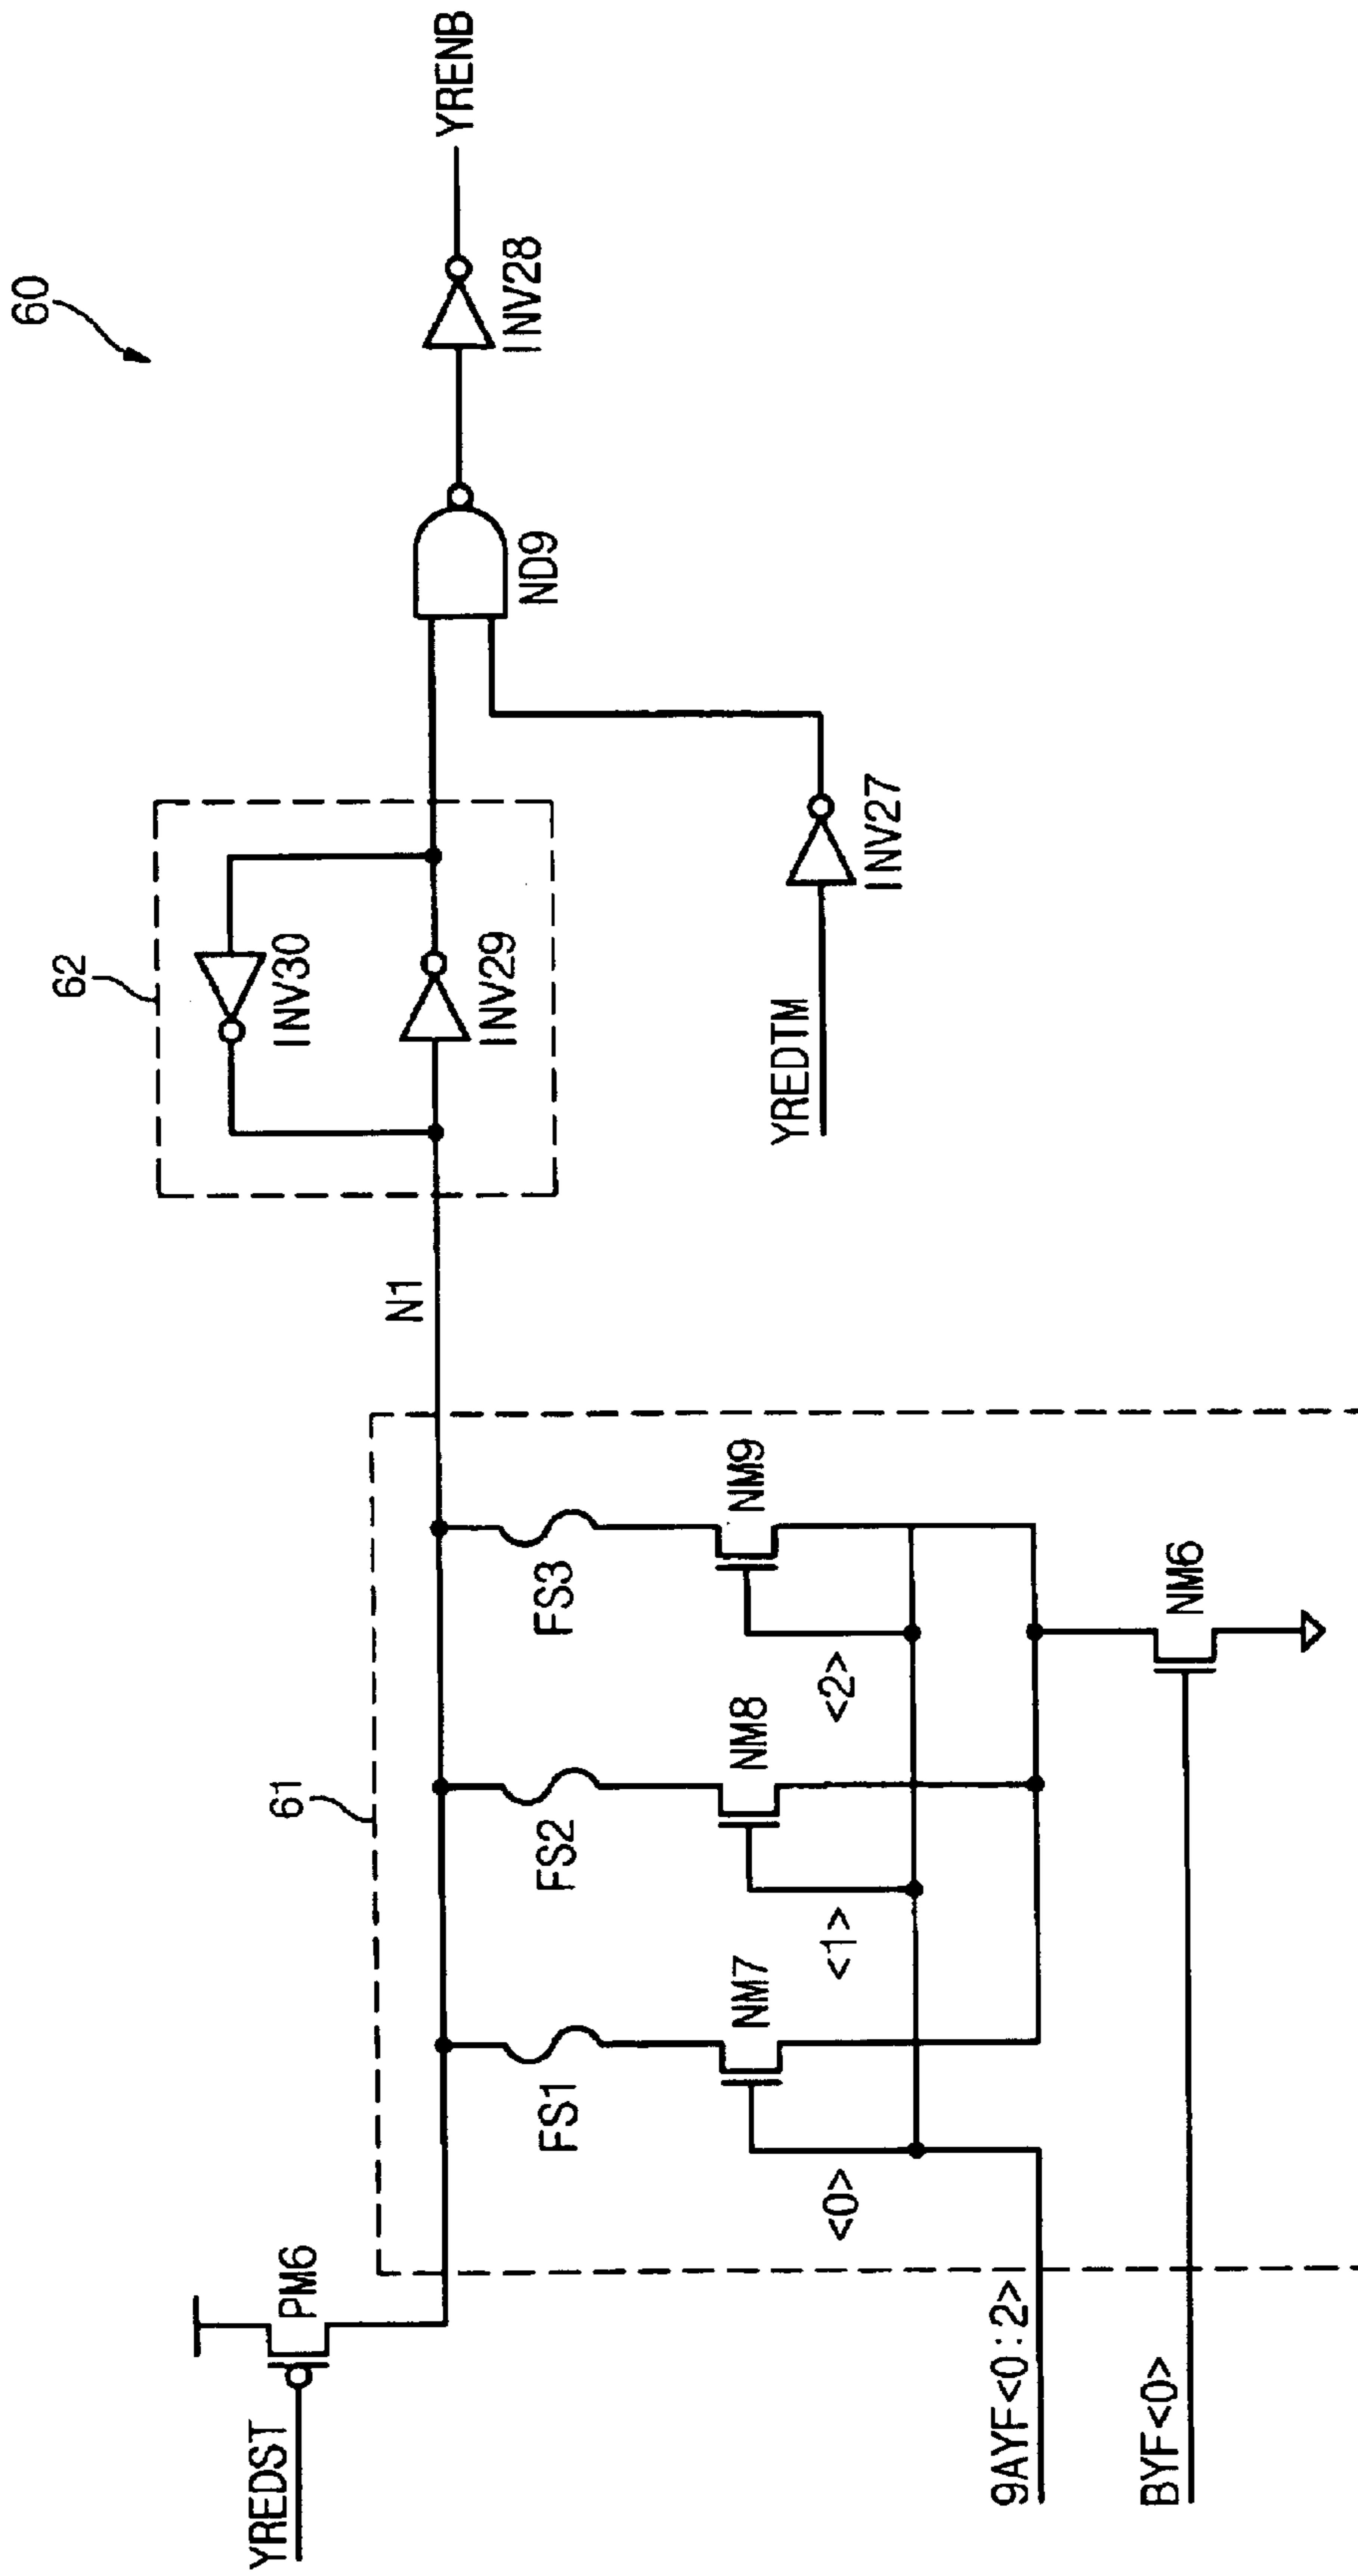 60
YREDST
PM6
61
FS1
FS2
FS3
NM7
NM8
NM9
<0>
<1>
<2>
9AYF<0:2>
BYF<0>
NM6
N1
62
INV30
INV29
YREDTM
INV27
ND9
INV28
YRENB